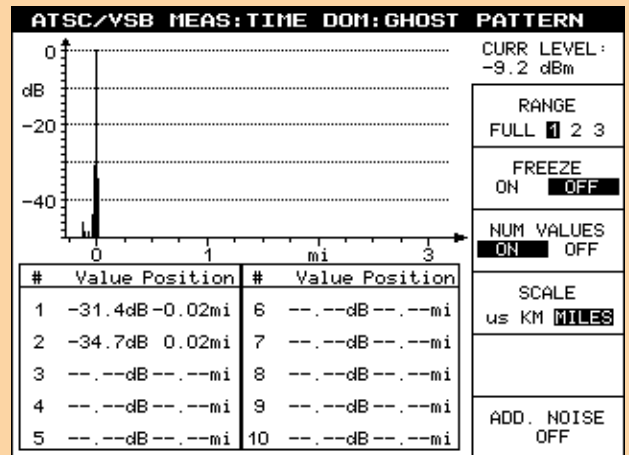 ATSC/VSB MEAS:TIME DOM:GHOST PATTERN
0
dB
-20
-40
0 1 mi 3
CURR LEVEL:
-9.2 dBm
RANGE
FULL 1 2 3
FREEZE
ON OFF
NUM VALUES
ON OFF
SCALE
us KM MILES
ADD. NOISE
OFF
# Value Position # Value Position
1 -31.4dB -0.02mi 6 --.--dB --.--mi
2 -34.7dB 0.02mi 7 --.--dB --.--mi
3 --.--dB --.--mi 8 --.--dB --.--mi
4 --.--dB --.--mi 9 --.--dB --.--mi
5 --.--dB --.--mi 10 --.--dB --.--mi